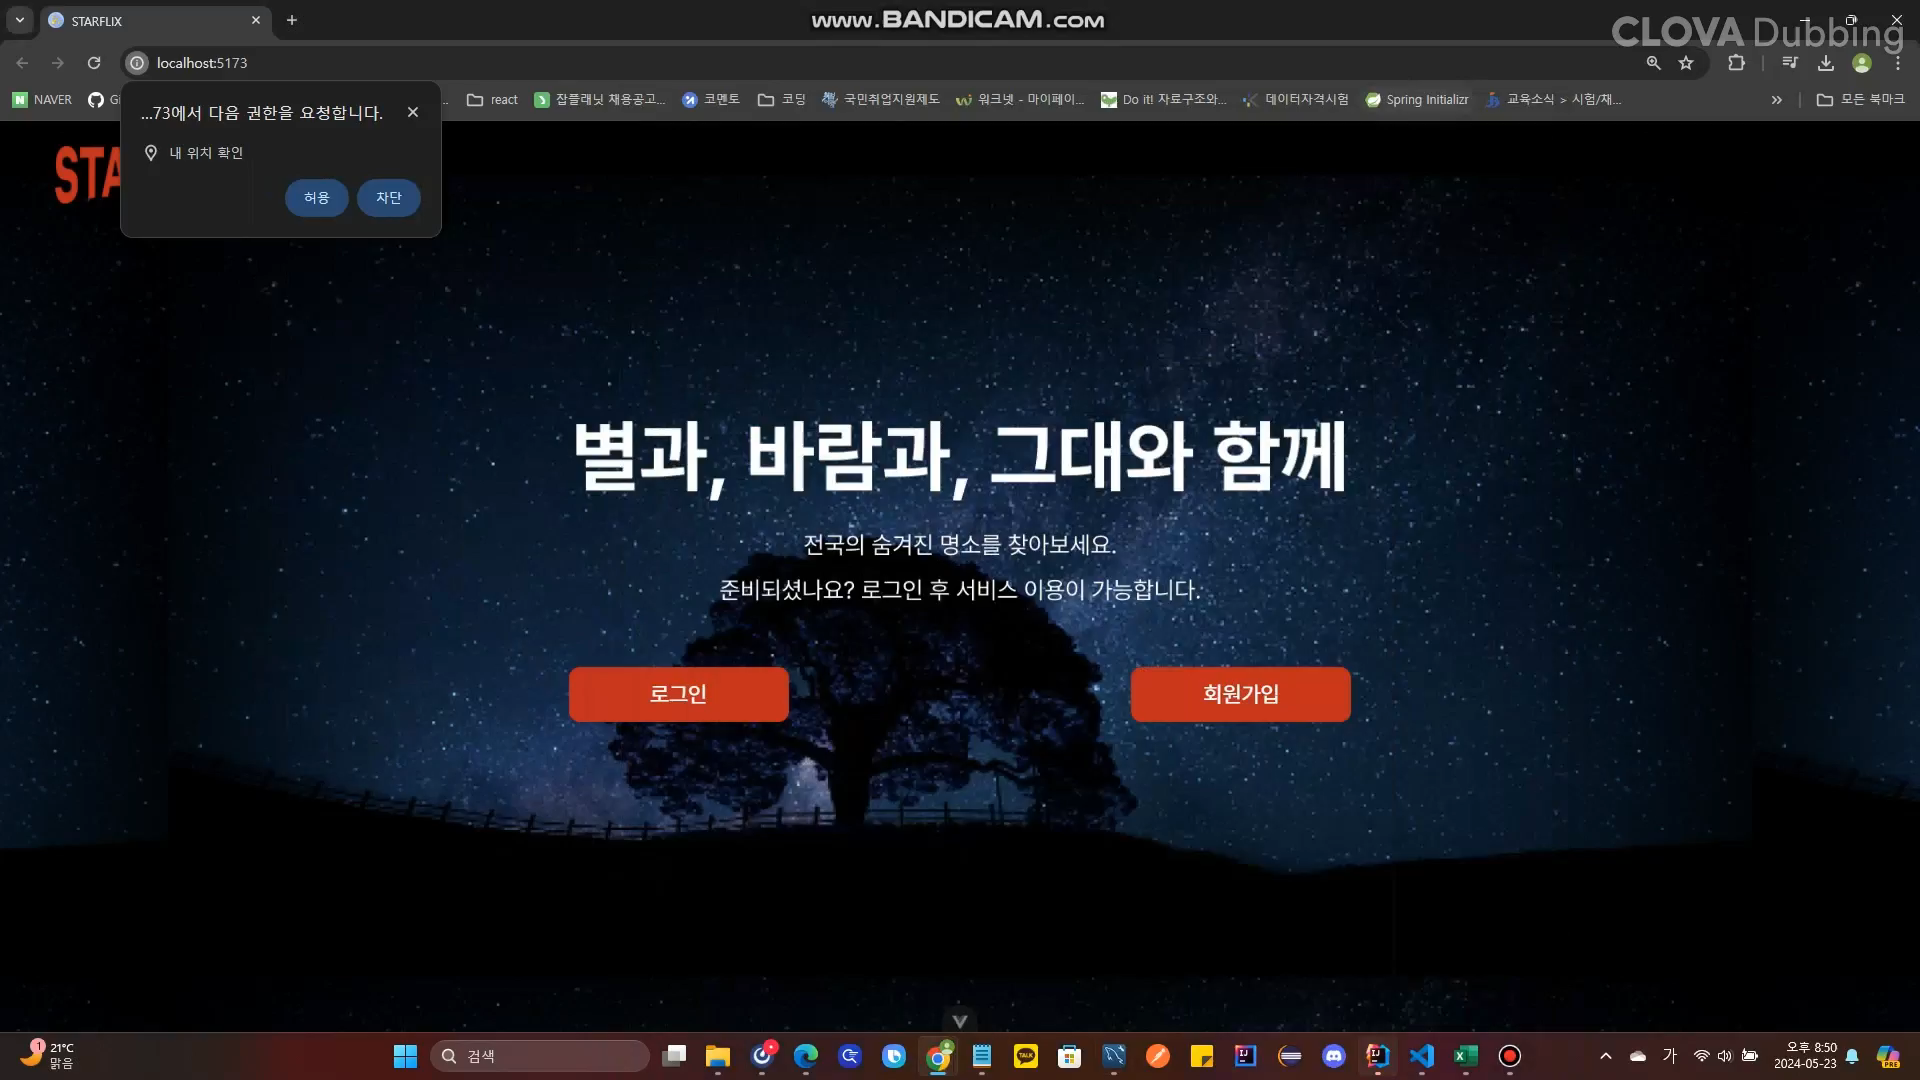 STARFLIX
www.BANDICAM.com
CLOVA Dubbing
localhost:5173
NAVER
react
잡플래닛 채용공고...
코멘토
코딩
국민취업지원제도
워크넷 - 마이페이...
Do it! 자료구조와...
데이터자격시험
Spring Initializr
교육소식 > 시험/채...
모든 북마크
...73에서 다음 권한을 요청합니다.
내 위치 확인
허용
차단
STA
별과, 바람과, 그대와 함께
전국의 숨겨진 명소를 찾아보세요.
준비되셨나요? 로그인 후 서비스 이용이 가능합니다.
로그인
회원가입
1
21°C
맑음
검색
TALK
가
오후 8:50
2024-05-23
PRE